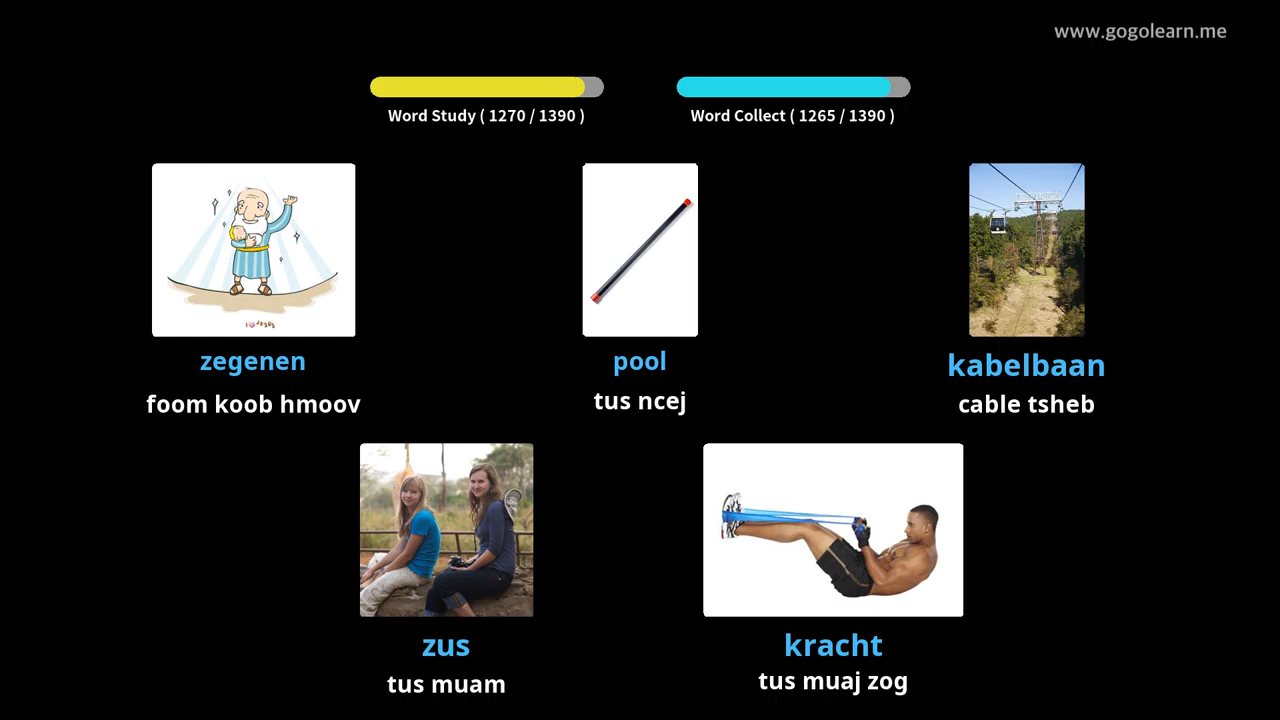 www.gogolearn.me
Word Study ( 1270 / 1390 )
Word Collect ( 1265 / 1390 )
I ♥ JESUS
zegenen
pool
kabelbaan
foom koob hmoov
tus ncej
cable tsheb
zus
kracht
tus muam
tus muaj zog